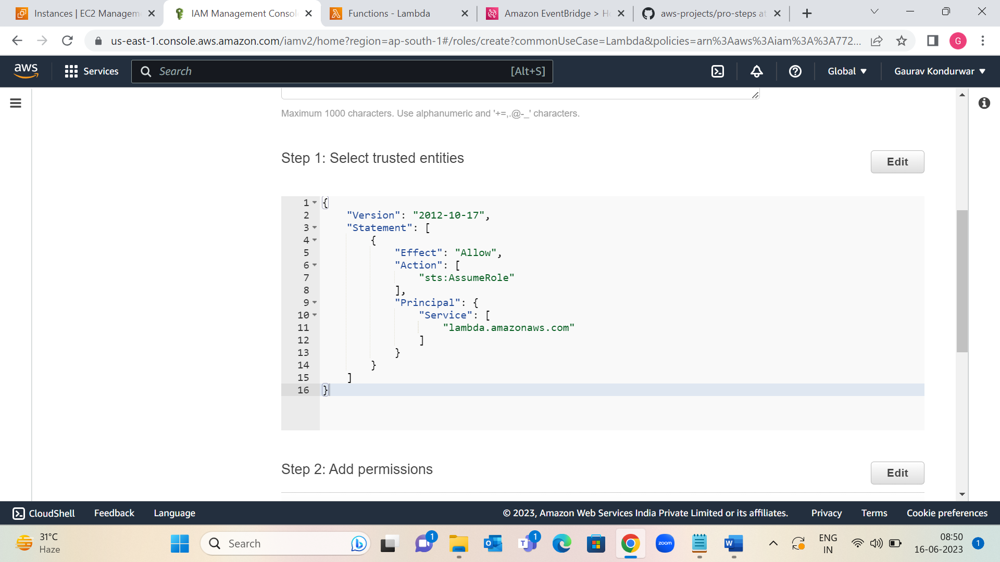 Instances | EC2 Managem
IAM Management Consol
Functions - Lambda
Amazon EventBridge > H
aws-projects/pro-steps at
us-east-1.console.aws.amazon.com/iamv2/home?region=ap-south-1#/roles/create?commonUseCase=Lambda&policies=arn%3Aaws%3Aiam%3A%3A772...
G
aws
Services
Search
[Alt+S]
Global
Gaurav Kondurwar
Maximum 1000 characters. Use alphanumeric and '+=,.@-_' characters.
Step 1: Select trusted entities
Edit
1 {
2 "Version": "2012-10-17",
3 "Statement": [
4 {
5 "Effect": "Allow",
6 "Action": [
7 "sts:AssumeRole"
8 ],
9 "Principal": {
10 "Service": [
11 "lambda.amazonaws.com"
12 ]
13 }
14 }
15 ]
16 }
Step 2: Add permissions
Edit
CloudShell
Feedback
Language
© 2023, Amazon Web Services India Private Limited or its affiliates.
Privacy
Terms
Cookie preferences
31°C
Haze
Search
1
1
zoom
ENG
IN
08:50
16-06-2023
1